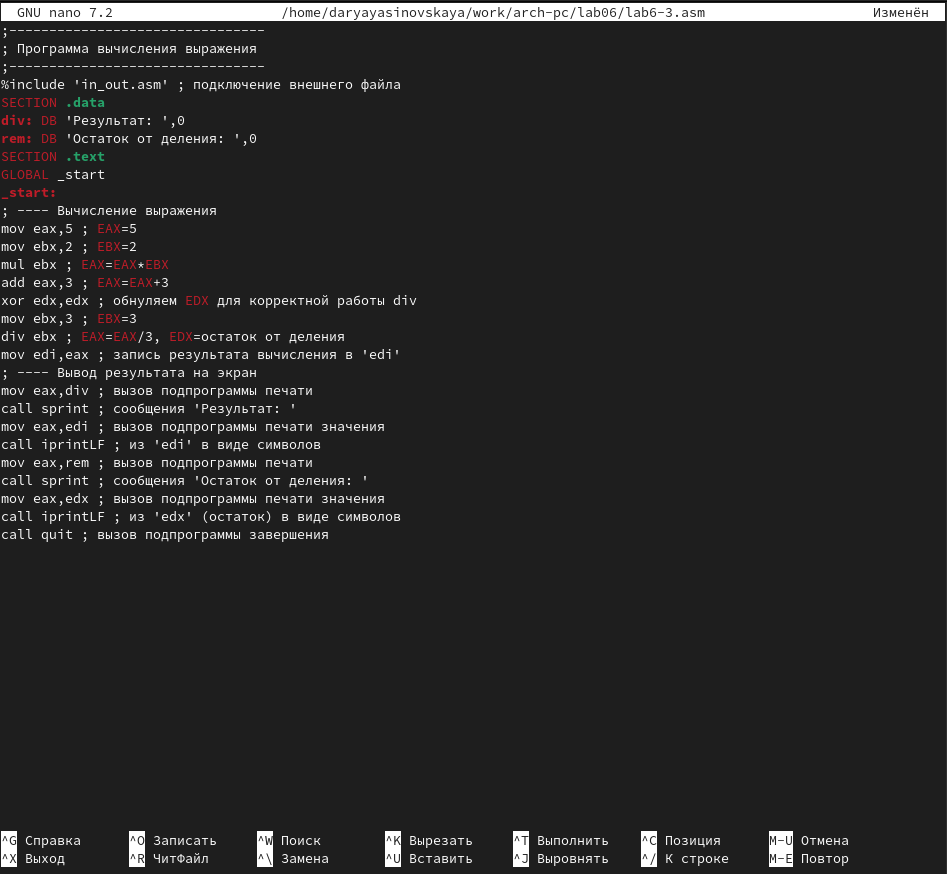 GNU nano 7.2 /home/daryayasinovskaya/work/arch-pc/lab06/lab6-3.asm Изменён
;--------------------------------
; Программа вычисления выражения
;--------------------------------
%include 'in_out.asm' ; подключение внешнего файла
SECTION .data
div: DB 'Результат: ',0
rem: DB 'Остаток от деления: ',0
SECTION .text
GLOBAL _start
_start:
; ---- Вычисление выражения
mov eax,5 ; EAX=5
mov ebx,2 ; EBX=2
mul ebx ; EAX=EAX*EBX
add eax,3 ; EAX=EAX+3
xor edx,edx ; обнуляем EDX для корректной работы div
mov ebx,3 ; EBX=3
div ebx ; EAX=EAX/3, EDX=остаток от деления
mov edi,eax ; запись результата вычисления в 'edi'
; ---- Вывод результата на экран
mov eax,div ; вызов подпрограммы печати
call sprint ; сообщения 'Результат: '
mov eax,edi ; вызов подпрограммы печати значения
call iprintLF ; из 'edi' в виде символов
mov eax,rem ; вызов подпрограммы печати
call sprint ; сообщения 'Остаток от деления: '
mov eax,edx ; вызов подпрограммы печати значения
call iprintLF ; из 'edx' (остаток) в виде символов
call quit ; вызов подпрограммы завершения
^G Справка ^O Записать ^W Поиск ^K Вырезать ^T Выполнить ^C Позиция M-U Отмена
^X Выход ^R ЧитФайл ^\ Замена ^U Вставить ^J Выровнять ^/ К строке M-E Повтор